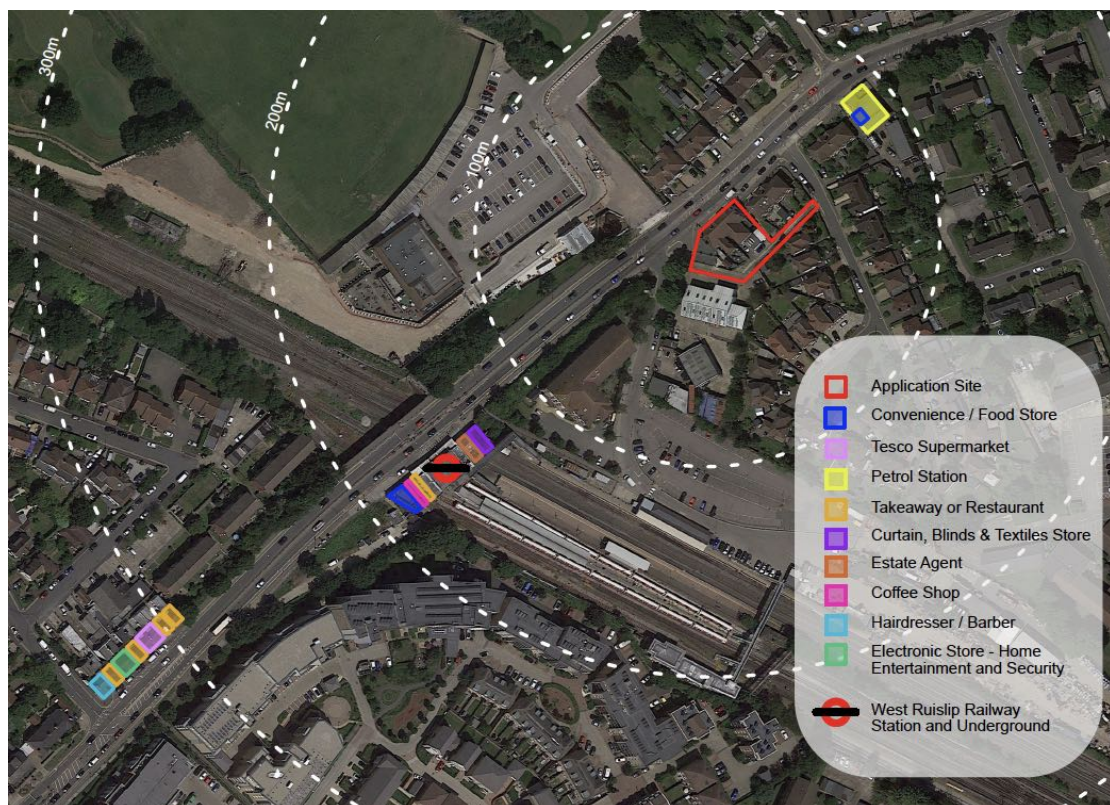 300m
200m
100m
Application Site
Convenience / Food Store
Tesco Supermarket
Petrol Station
Takeaway or Restaurant
Curtain, Blinds & Textiles Store
Estate Agent
Coffee Shop
Hairdresser / Barber
Electronic Store - Home
Entertainment and Security
West Ruislip Railway
Station and Underground